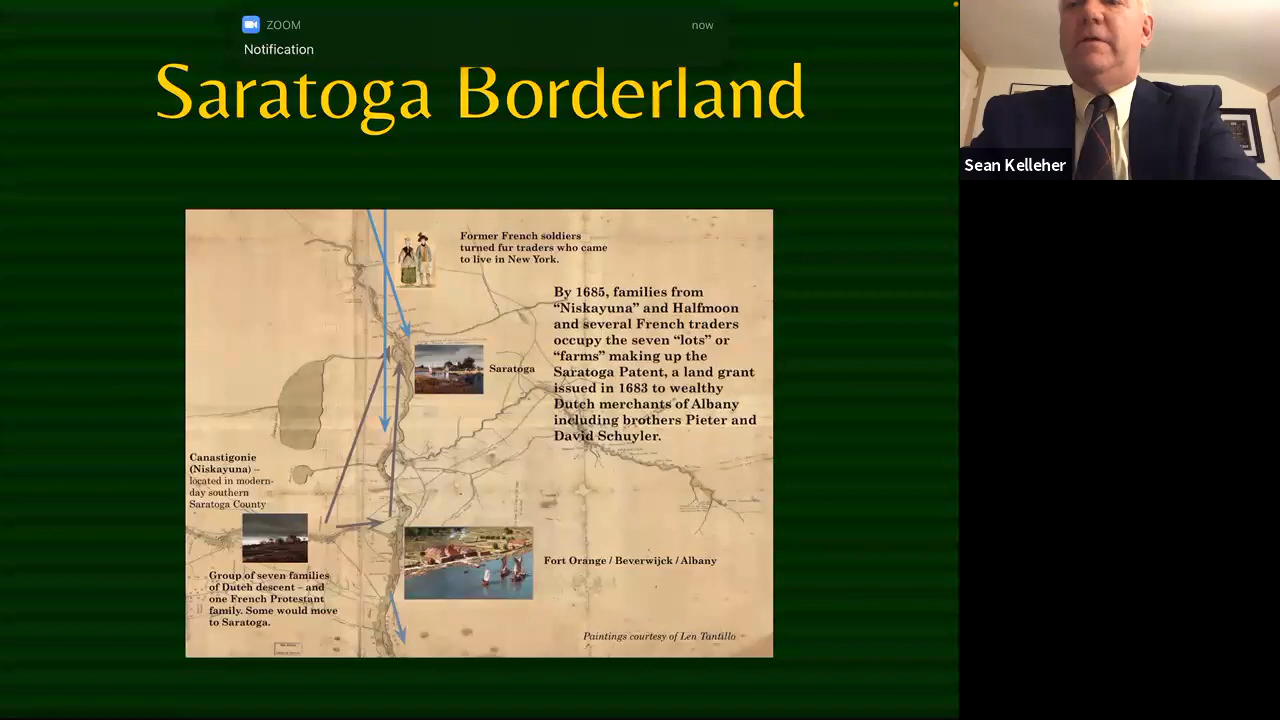 ZOOM
now
Notification
Saratoga Borderland
Sean Kelleher
Former French soldiers
turned fur traders who came
to live in New York.
By 1685, families from
“Niskayuna” and Halfmoon
and several French traders
occupy the seven “lots” or
“farms” making up the
Saratoga Patent, a land grant
issued in 1683 to wealthy
Dutch merchants of Albany
including brothers Pieter and
David Schuyler.
Saratoga
Canastigonie
(Niskayuna) –
located in modern-
day southern
Saratoga County
Fort Orange / Beverwijck / Albany
Group of seven families
of Dutch descent – and
one French Protestant
family. Some would move
to Saratoga.
Paintings courtesy of Len Tantillo